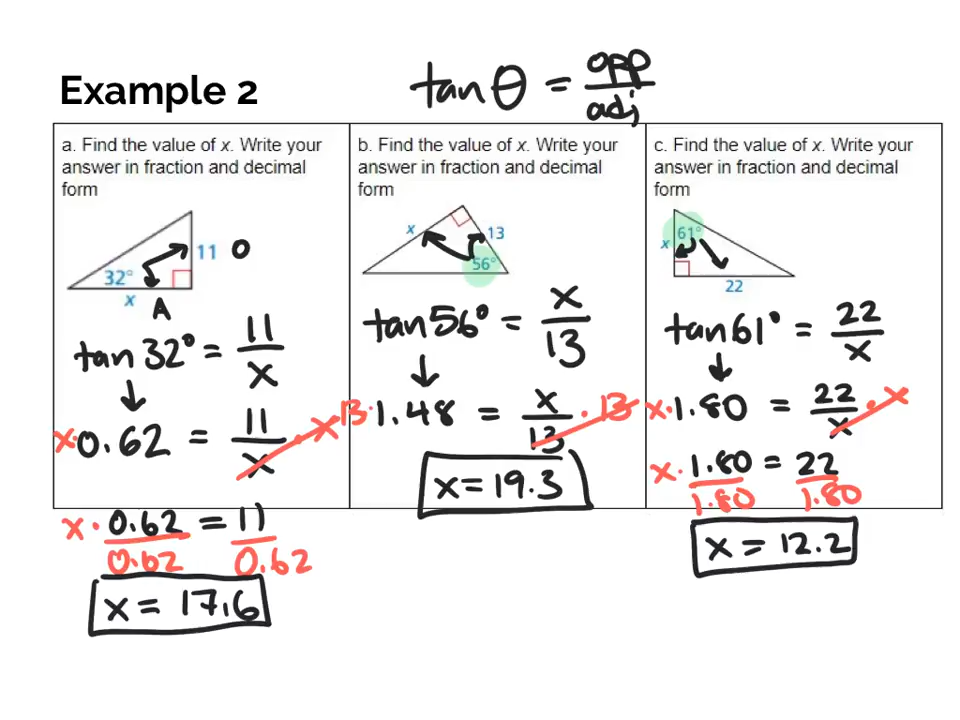 Example 2
tan θ = opp/adj
a. Find the value of x. Write your
answer in fraction and decimal
form
32°
11
O
x
A
tan 32° = 11/x
↓
x · 0.62 = 11/x · x
x · 0.62/0.62 = 11/0.62
x = 17.6
b. Find the value of x. Write your
answer in fraction and decimal
form
x
13
56°
tan 56° = x/13
↓
13 · 1.48 = x/13 · 13
x = 19.3
c. Find the value of x. Write your
answer in fraction and decimal
form
61°
x
22
tan 61° = 22/x
↓
x · 1.80 = 22/x · x
x · 1.80/1.80 = 22/1.80
x = 12.2